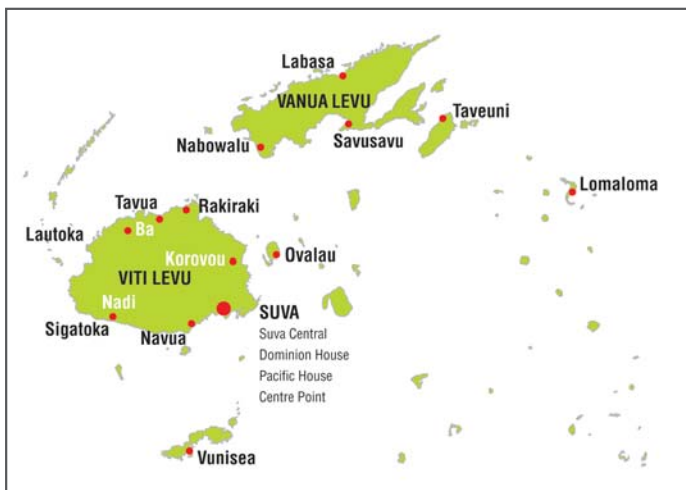 Labasa
VANUA LEVU
Taveuni
Savusavu
Nabowalu
Lomaloma
Rakiraki
Tavua
Ba
Lautoka
Korovou
Ovalau
VITI LEVU
Nadi
Sigatoka
Navua
SUVA
Suva Central
Dominion House
Pacific House
Centre Point
Vunisea